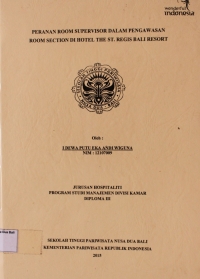 wonderful
indonesia
PERANAN ROOM SUPERVISOR DALAM PENGAWASAN
ROOM SECTION DI HOTEL THE ST. REGIS BALI RESORT
Oleh :
I DEWA PUTU EKA ANDI WIGUNA
NIM : 12107009
JURUSAN HOSPITALITI
PROGRAM STUDI MANAJEMEN DIVISI KAMAR
DIPLOMA III
SEKOLAH TINGGI PARIWISATA NUSA DUA BALI
KEMENTERIAN PARIWISATA REPUBLIK INDONESIA
2015